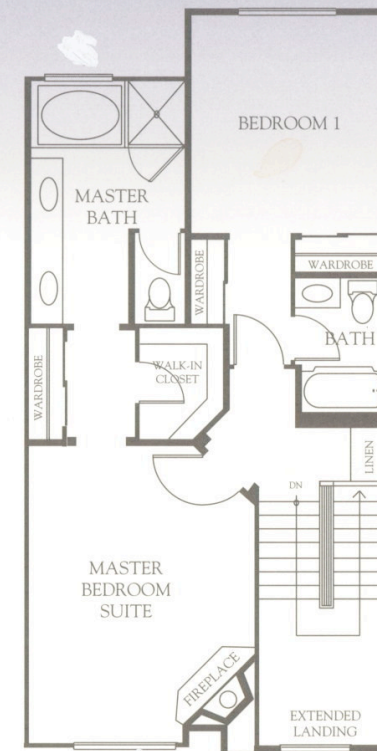 BEDROOM 1
MASTER
BATH
WARDROBE
WARDROBE
BATH
WARDROBE
WALK-IN
CLOSET
LINEN
DN
MASTER
BEDROOM
SUITE
FIREPLACE
EXTENDED
LANDING